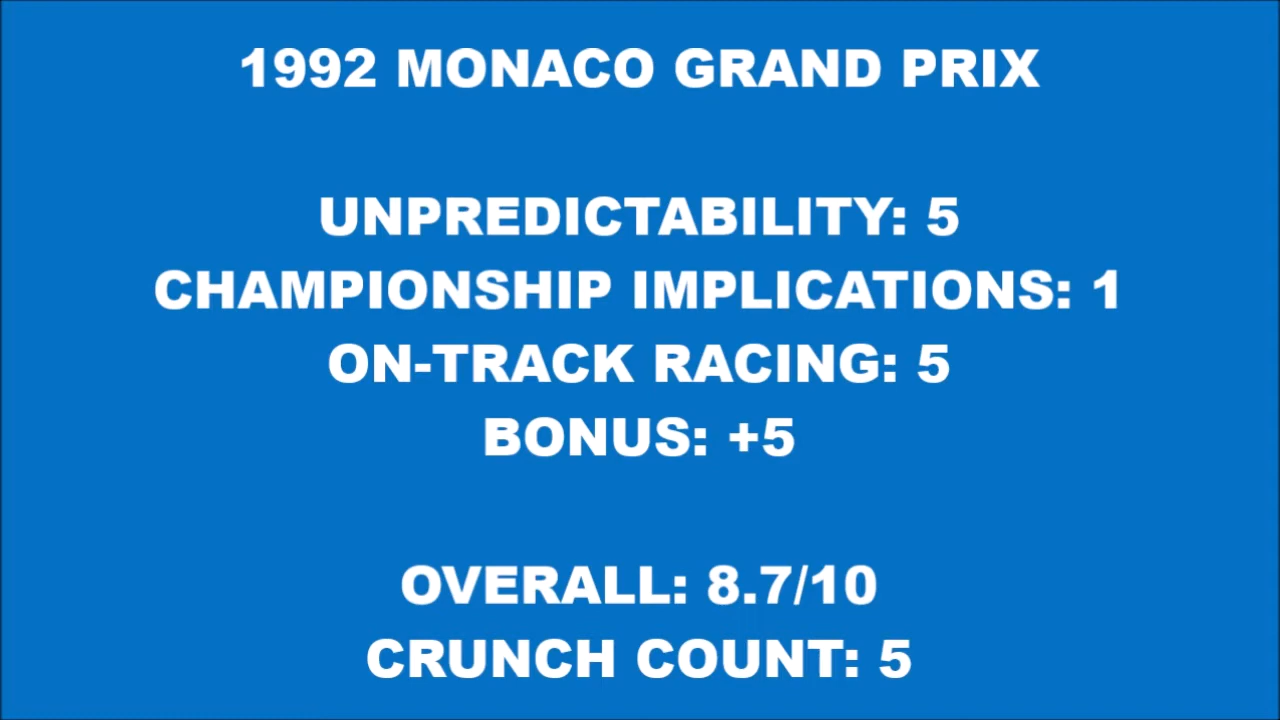 1992 MONACO GRAND PRIX
UNPREDICTABILITY: 5
CHAMPIONSHIP IMPLICATIONS: 1
ON-TRACK RACING: 5
BONUS: +5
OVERALL: 8.7/10
CRUNCH COUNT: 5